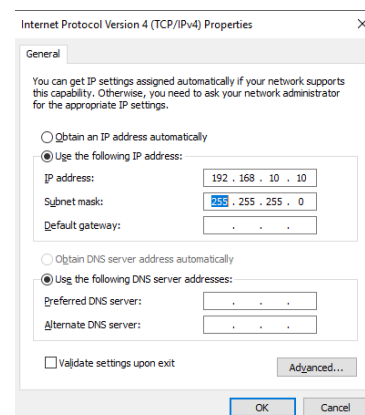 Internet Protocol Version 4 (TCP/IPv4) Properties
General
You can get IP settings assigned automatically if your network supports
this capability. Otherwise, you need to ask your network administrator
for the appropriate IP settings.
Obtain an IP address automatically
Use the following IP address:
IP address: 192 . 168 . 10 . 10
Subnet mask: 255 . 255 . 255 . 0
Default gateway: . . .
Obtain DNS server address automatically
Use the following DNS server addresses:
Preferred DNS server: . . .
Alternate DNS server: . . .
Validate settings upon exit
Advanced...
OK Cancel